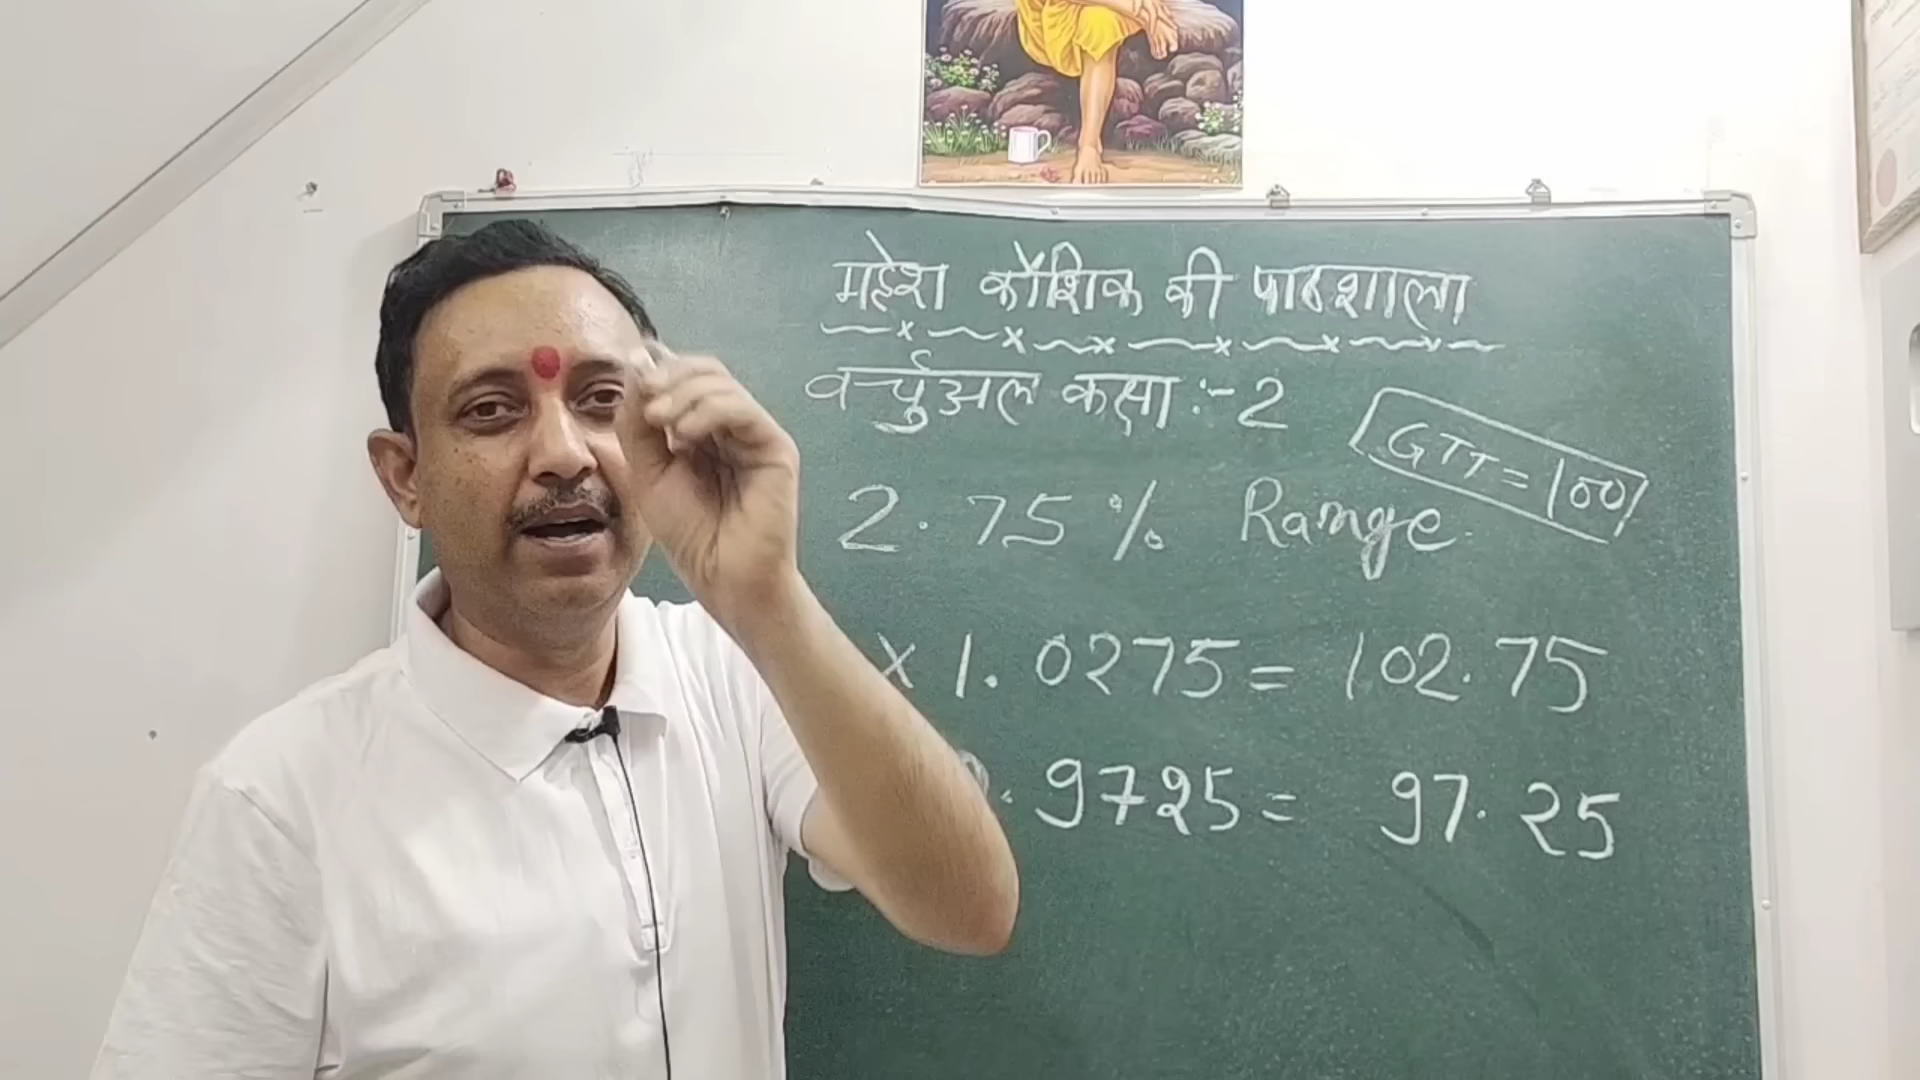 महेश कौशिक की पाठशाला
वर्चुअल कक्षा :- 2
GTT = 100
2.75 % Range
x 1.0275 = 102.75
.9725 = 97.25